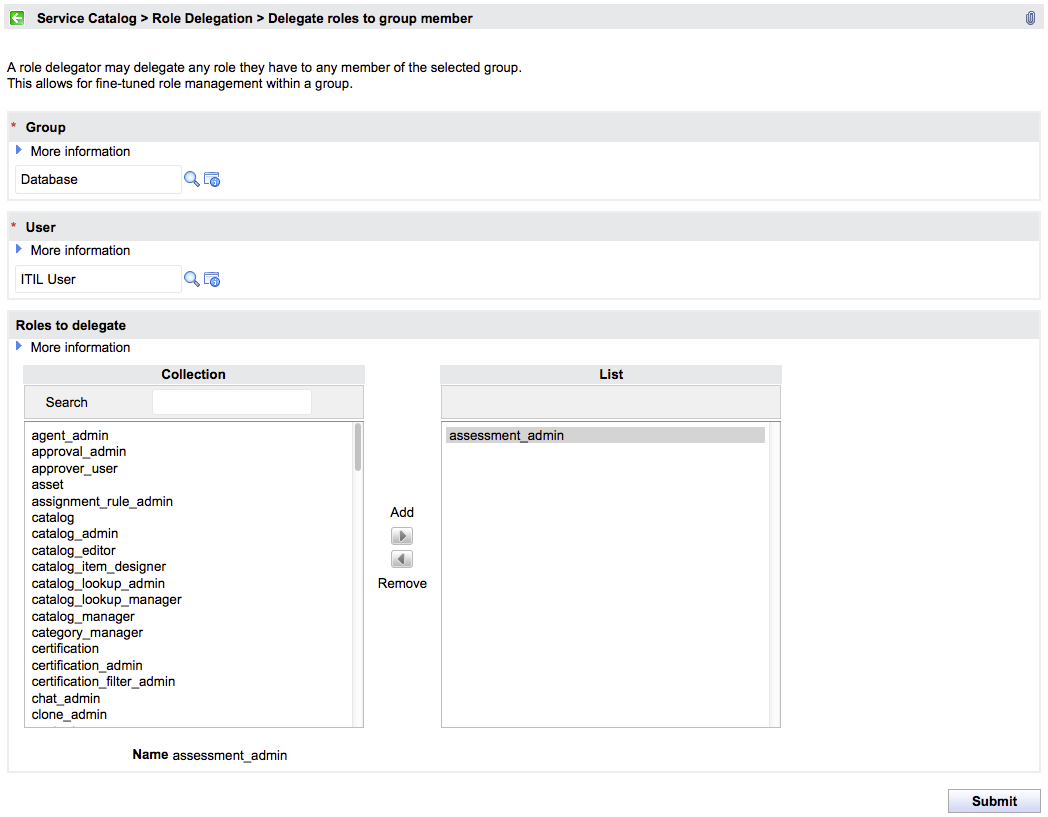 Service Catalog > Role Delegation > Delegate roles to group member
A role delegator may delegate any role they have to any member of the selected group.
This allows for fine-tuned role management within a group.
* Group
More information
Database
* User
More information
ITIL User
Roles to delegate
More information
Collection
Search
agent_admin
approval_admin
approver_user
asset
assignment_rule_admin
catalog
catalog_admin
catalog_editor
catalog_item_designer
catalog_lookup_admin
catalog_lookup_manager
catalog_manager
category_manager
certification
certification_admin
certification_filter_admin
chat_admin
clone_admin
Add
Remove
List
assessment_admin
Name assessment_admin
Submit